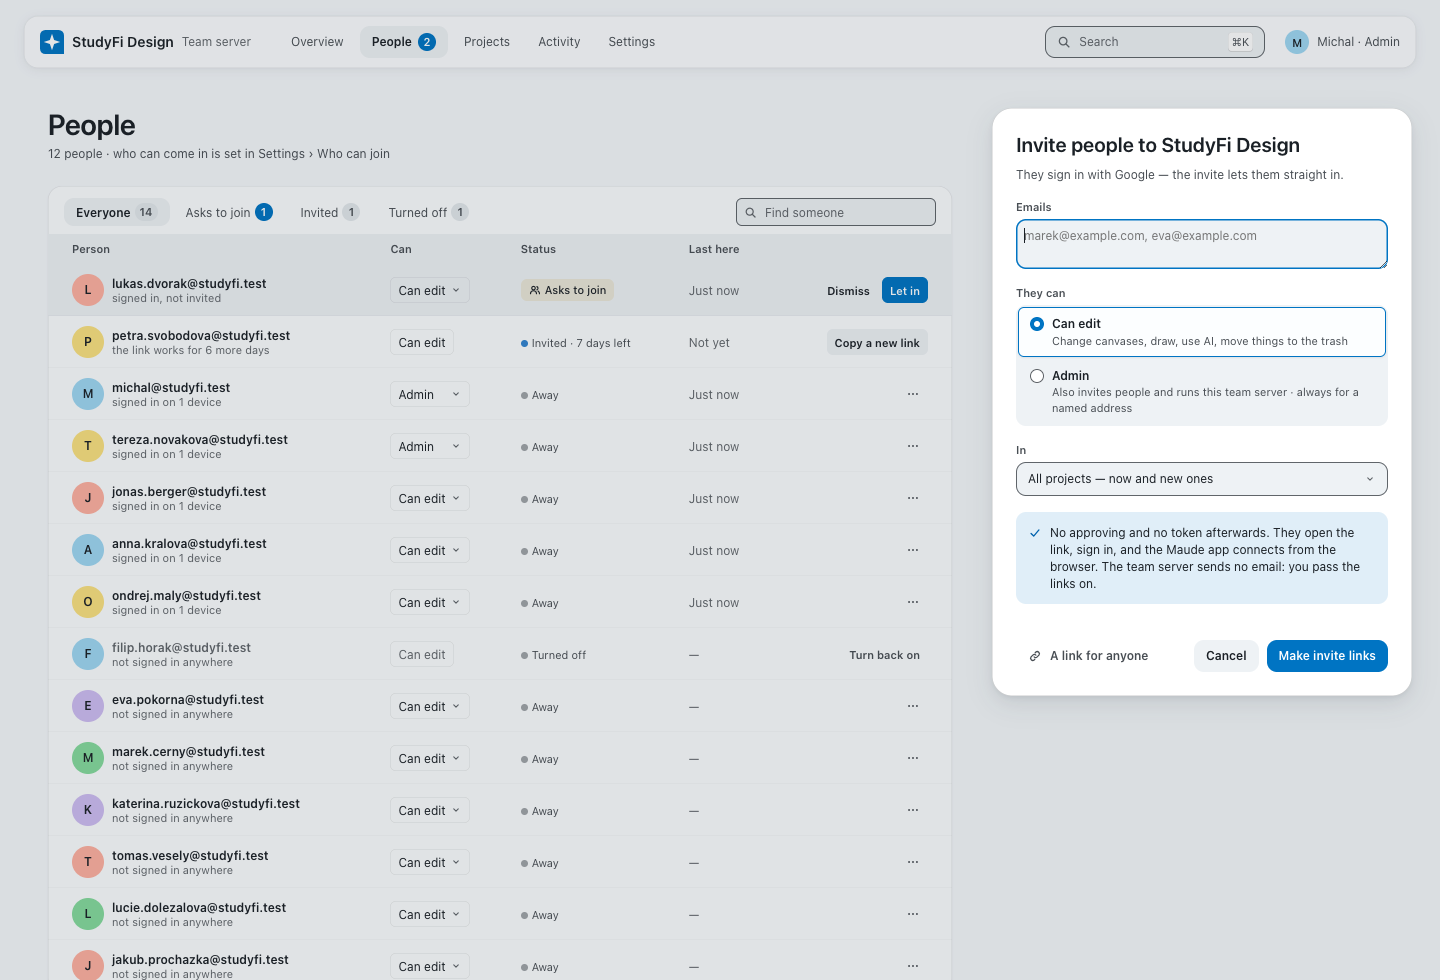 StudyFi Design Team server Overview People 2 Projects Activity Settings Search ⌘K M Michal · Admin
People
12 people · who can come in is set in Settings › Who can join
Everyone 14 Asks to join 1 Invited 1 Turned off 1 Find someone
Person Can Status Last here
L lukas.dvorak@studyfi.test Can edit Asks to join Just now Dismiss Let in
signed in, not invited
P petra.svobodova@studyfi.test Can edit Invited · 7 days left Not yet Copy a new link
the link works for 6 more days
M michal@studyfi.test Admin Away Just now ···
signed in on 1 device
T tereza.novakova@studyfi.test Admin Away Just now ···
signed in on 1 device
J jonas.berger@studyfi.test Can edit Away Just now ···
signed in on 1 device
A anna.kralova@studyfi.test Can edit Away Just now ···
signed in on 1 device
O ondrej.maly@studyfi.test Can edit Away Just now ···
signed in on 1 device
F filip.horak@studyfi.test Can edit Turned off — Turn back on
not signed in anywhere
E eva.pokorna@studyfi.test Can edit Away — ···
not signed in anywhere
M marek.cerny@studyfi.test Can edit Away — ···
not signed in anywhere
K katerina.ruzickova@studyfi.test Can edit Away — ···
not signed in anywhere
T tomas.vesely@studyfi.test Can edit Away — ···
not signed in anywhere
L lucie.dolezalova@studyfi.test Can edit Away — ···
not signed in anywhere
J jakub.prochazka@studyfi.test Can edit Away — ···
not signed in anywhere
Invite people to StudyFi Design
They sign in with Google — the invite lets them straight in.
Emails
marek@example.com, eva@example.com
They can
Can edit
Change canvases, draw, use AI, move things to the trash
Admin
Also invites people and runs this team server · always for a
named address
In
All projects — now and new ones
No approving and no token afterwards. They open the
link, sign in, and the Maude app connects from the
browser. The team server sends no email: you pass the
links on.
A link for anyone Cancel Make invite links